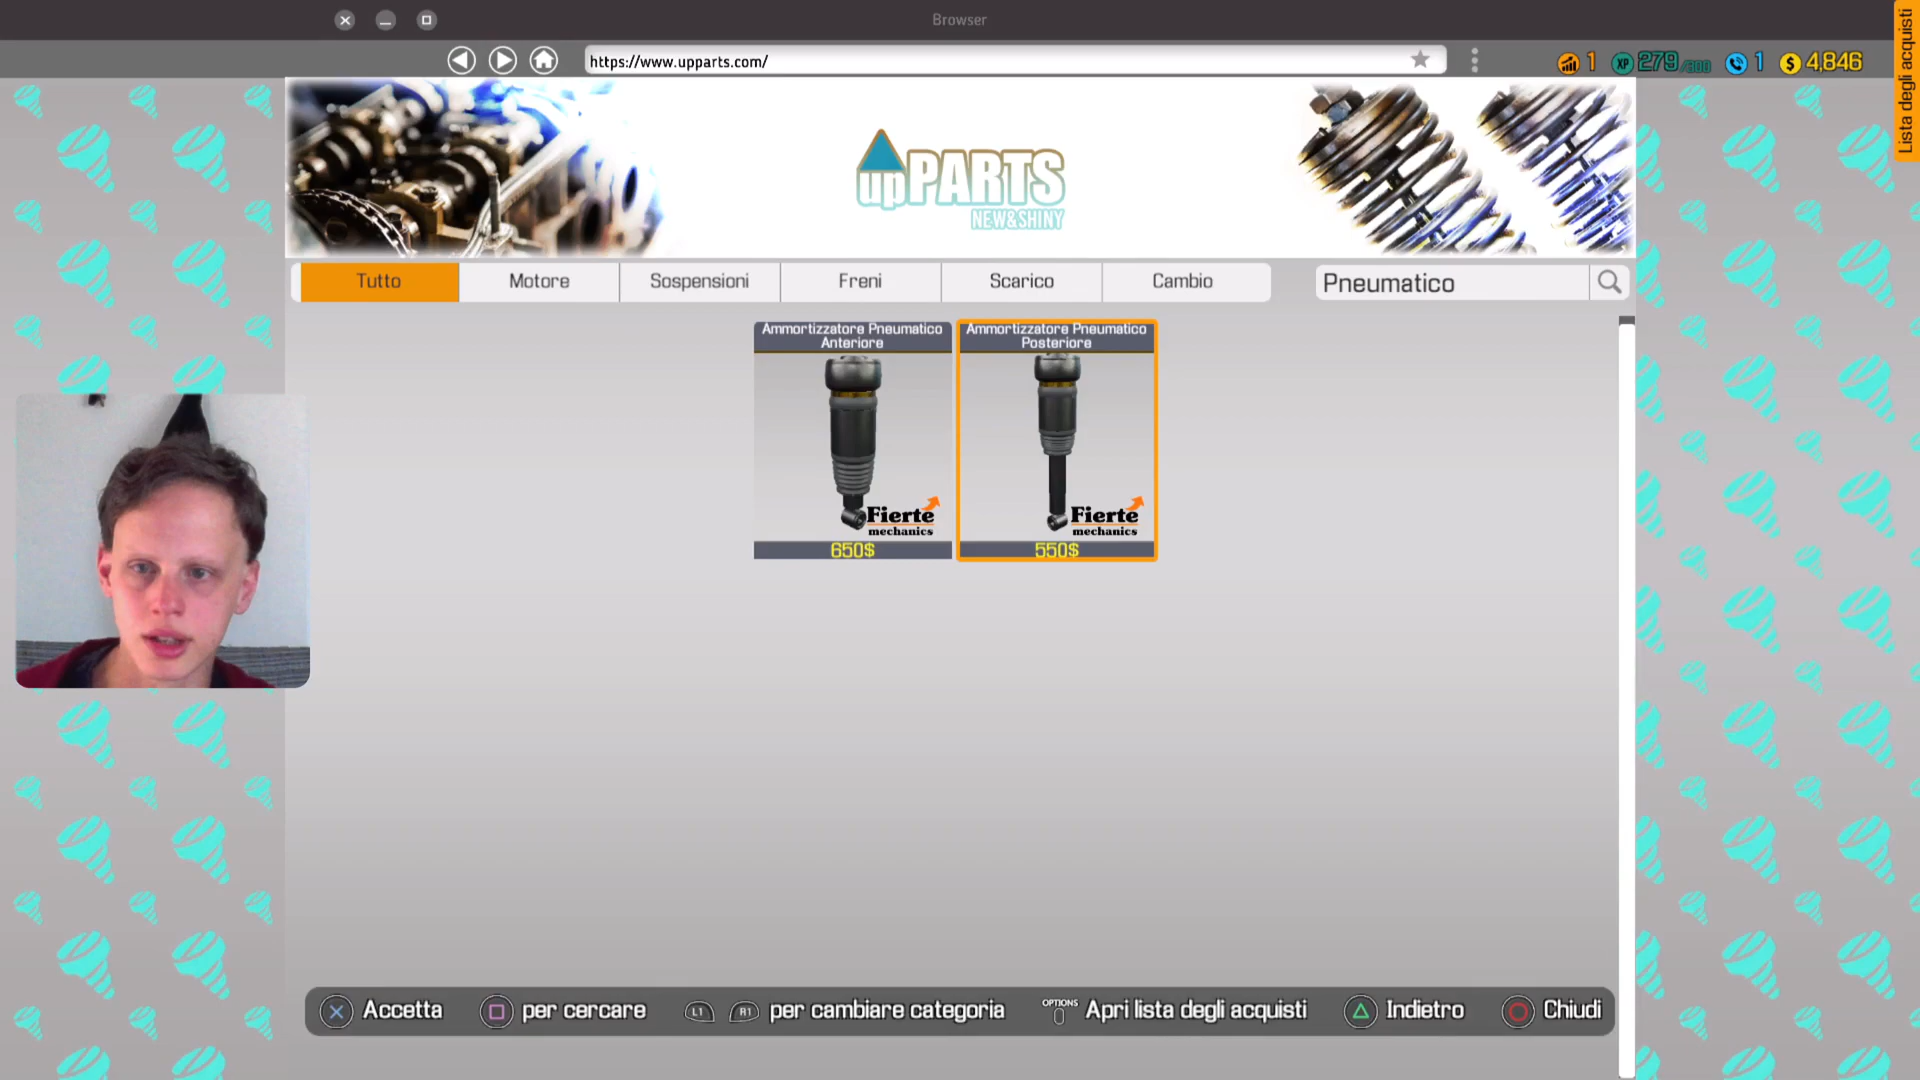 Browser
https://www.upparts.com/
1
XP 279/300
1
$ 4,846
Lista degli acquisti
upPARTS
NEW&SHINY
Tutto
Motore
Sospensioni
Freni
Scarico
Cambio
Pneumatico
Ammortizzatore Pneumatico
Anteriore
Fierte
mechanics
650$
Ammortizzatore Pneumatico
Posteriore
Fierte
mechanics
550$
Accetta
per cercare
L1 R1 per cambiare categoria
OPTIONS Apri lista degli acquisti
Indietro
Chiudi